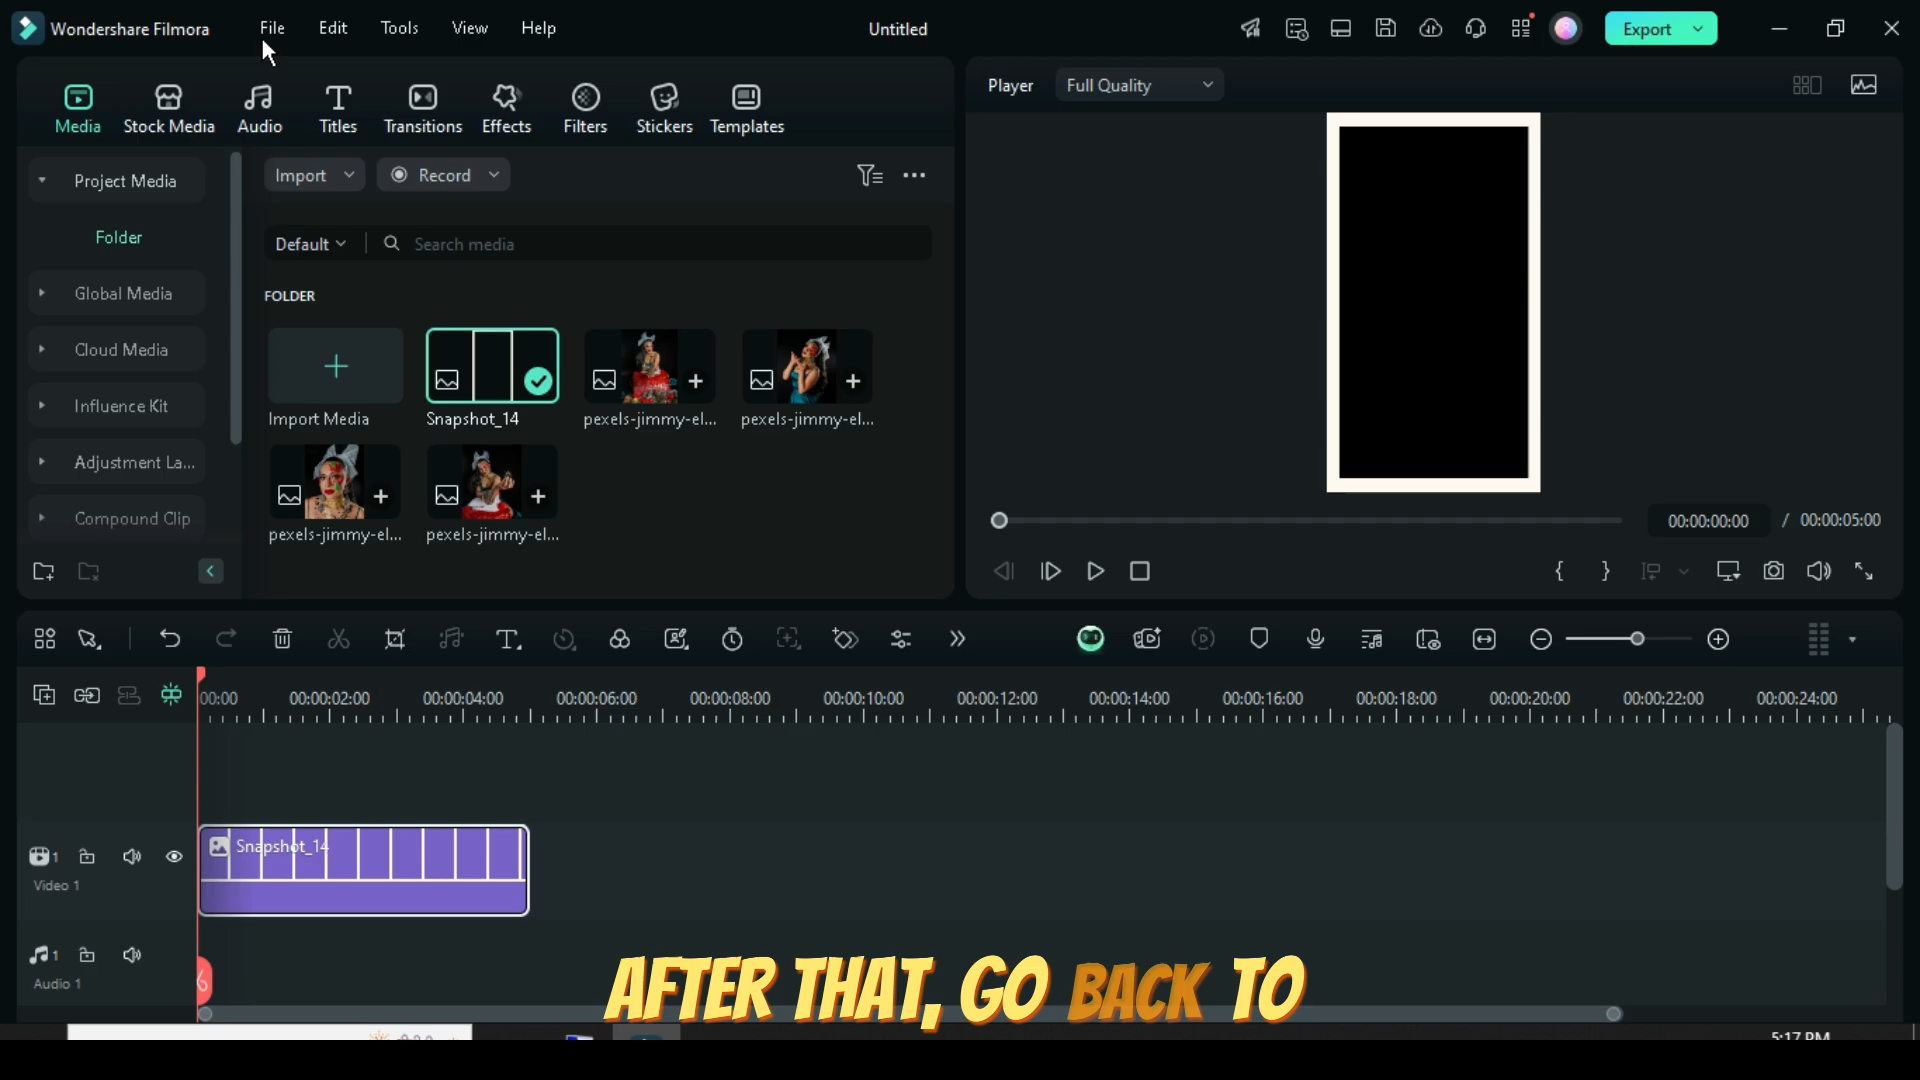 Wondershare Filmora
File Edit Tools View Help
Untitled
Export
Media Stock Media Audio Titles Transitions Effects Filters Stickers Templates
Player Full Quality
Project Media
Folder
Global Media
Cloud Media
Influence Kit
Adjustment La...
Compound Clip
Import Record
Default Search media
FOLDER
Import Media Snapshot_14 pexels-jimmy-el... pexels-jimmy-el...
pexels-jimmy-el... pexels-jimmy-el...
00:00:00:00 / 00:00:05:00
00:00 00:00:02:00 00:00:04:00 00:00:06:00 00:00:08:00 00:00:10:00 00:00:12:00 00:00:14:00 00:00:16:00 00:00:18:00 00:00:20:00 00:00:22:00 00:00:24:00
Snapshot_14
1
Video 1
1
Audio 1
AFTER THAT, GO BACK TO
5:17 PM